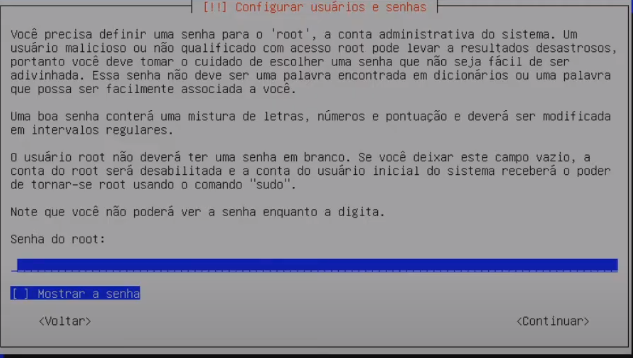 [!!] Configurar usuários e senhas
Você precisa definir uma senha para o 'root', a conta administrativa do sistema. Um
usuário malicioso ou não qualificado com acesso root pode levar a resultados desastrosos,
portanto você deve tomar o cuidado de escolher uma senha que não seja fácil de ser
adivinhada. Essa senha não deve ser uma palavra encontrada em dicionários ou uma palavra
que possa ser facilmente associada a você.
Uma boa senha conterá uma mistura de letras, números e pontuação e deverá ser modificada
em intervalos regulares.
O usuário root não deverá ter uma senha em branco. Se você deixar este campo vazio, a
conta do root será desabilitada e a conta do usuário inicial do sistema receberá o poder
de tornar-se root usando o comando "sudo".
Note que você não poderá ver a senha enquanto a digita.
Senha do root:
[ ] Mostrar a senha
<Voltar> <Continuar>